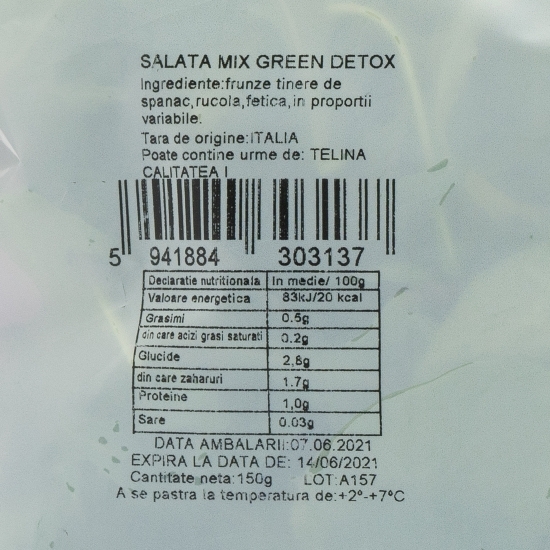 SALATA MIX GREEN DETOX
Ingrediente:frunze tinere de
spanac,rucola,fetica,in proportii
variabile.
Tara de origine:ITALIA
Poate contine urme de: TELINA
CALITATEA I
5 941884 303137
Declaratie nutritionala In medie/ 100g
Valoare energetica 83kJ/20 kcal
Grasimi 0.5g
din care acizi grasi saturati 0.2g
Glucide 2,8g
din care zaharuri 1.7g
Proteine 1,0g
Sare 0.03g
DATA AMBALARII:07.06.2021
EXPIRA LA DATA DE: 14/06/2021
Cantitate neta:150g LOT:A157
A se pastra la temperatura de:+2°-+7°C